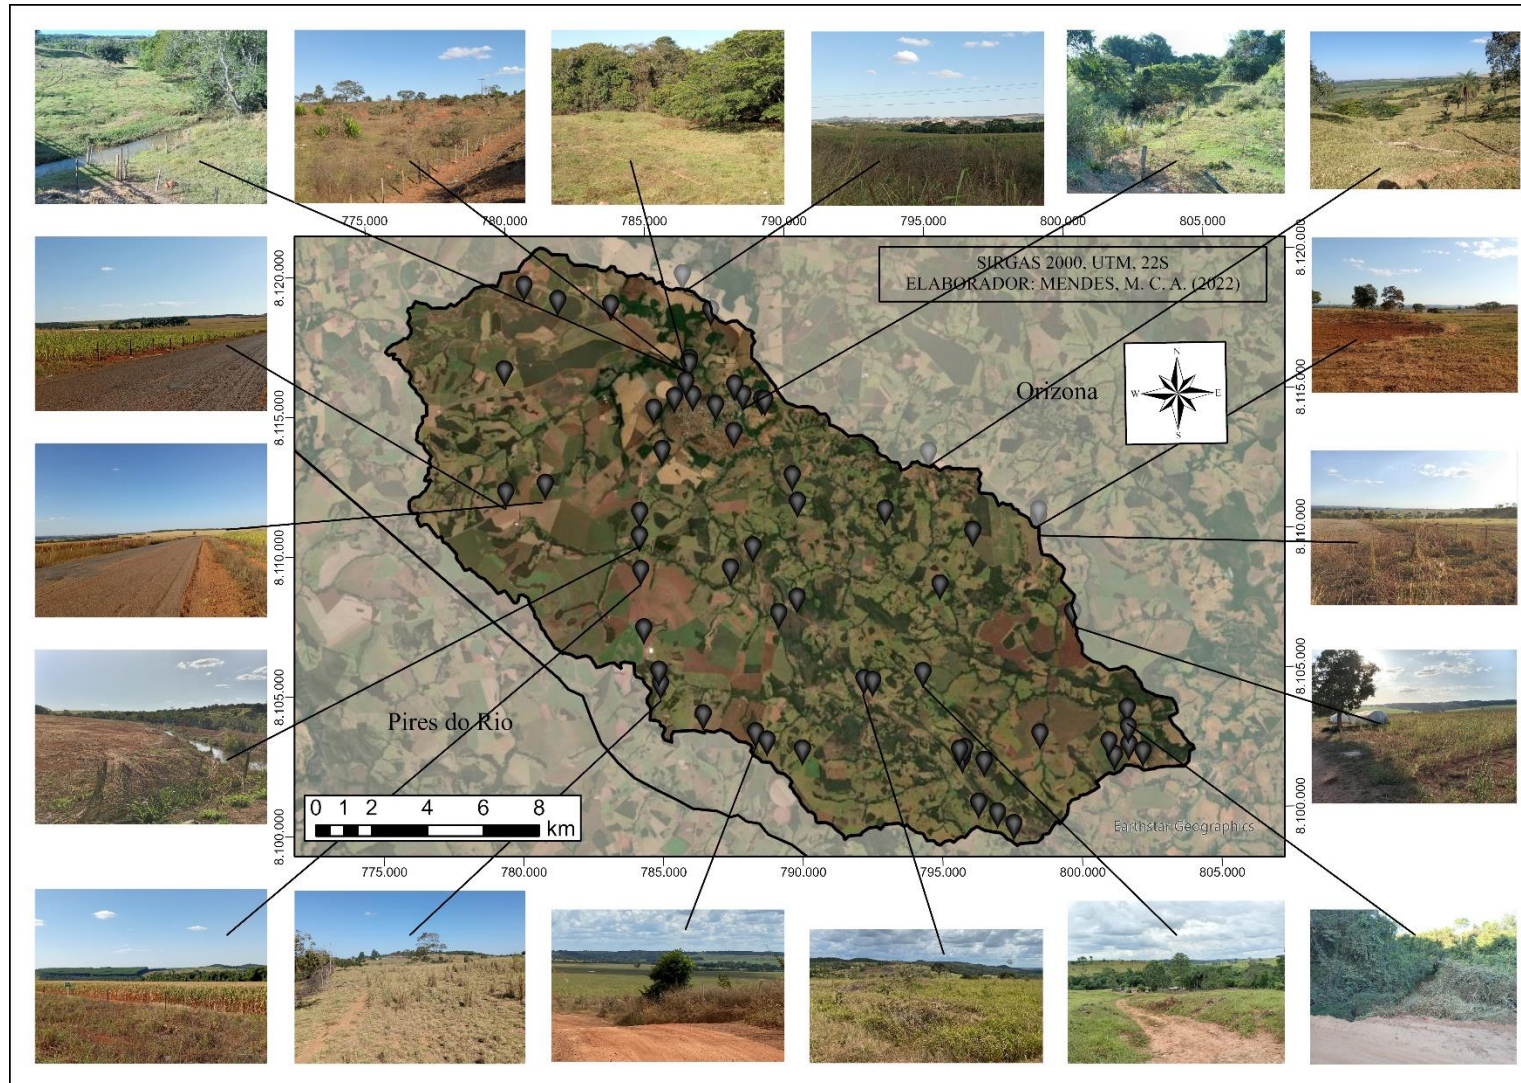 775.000 780.000 785.000 790.000 795.000 800.000 805.000
8.120.000
8.115.000
8.110.000
8.105.000
8.100.000
SIRGAS 2000, UTM, 22S
ELABORADOR: MENDES, M. C. A. (2022)
Orizona
N
W E
S
Pires do Rio
0 1 2 4 6 8
km
Earthstar Geographics
8.120.000
8.115.000
8.110.000
8.105.000
8.100.000
775.000 780.000 785.000 790.000 795.000 800.000 805.000